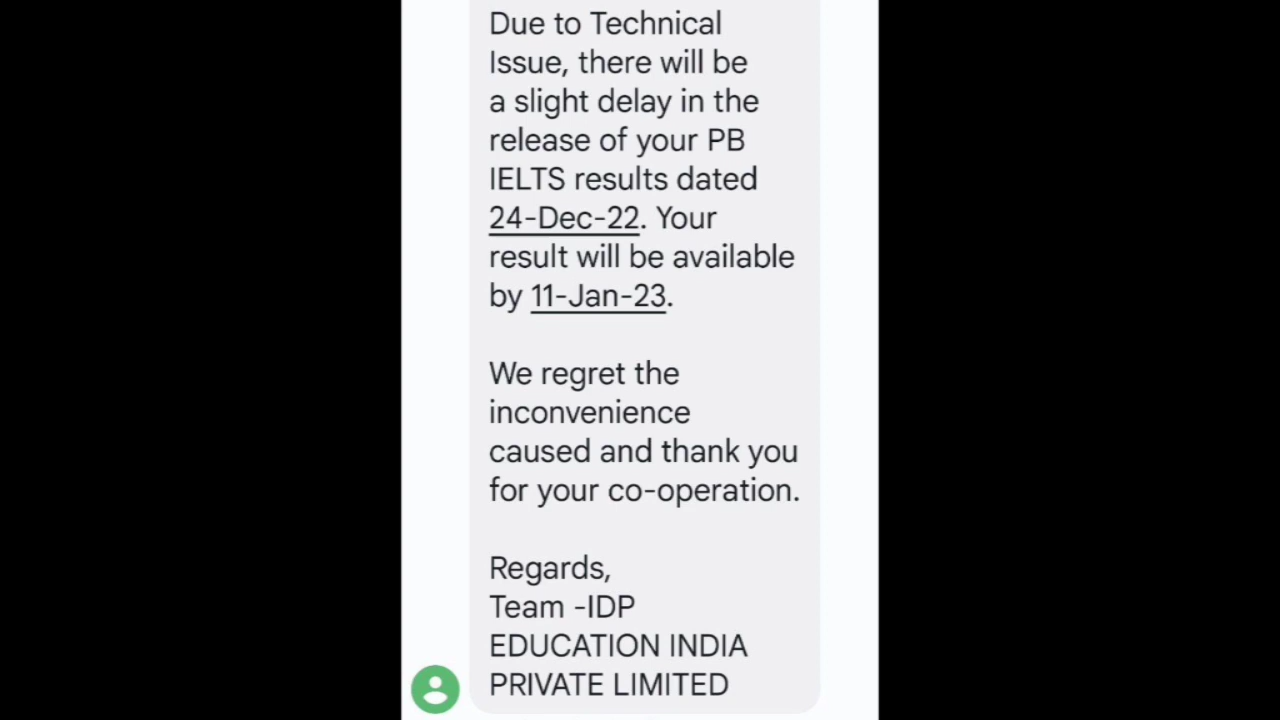 Due to Technical
Issue, there will be
a slight delay in the
release of your PB
IELTS results dated
24-Dec-22. Your
result will be available
by 11-Jan-23.
We regret the
inconvenience
caused and thank you
for your co-operation.
Regards,
Team -IDP
EDUCATION INDIA
PRIVATE LIMITED